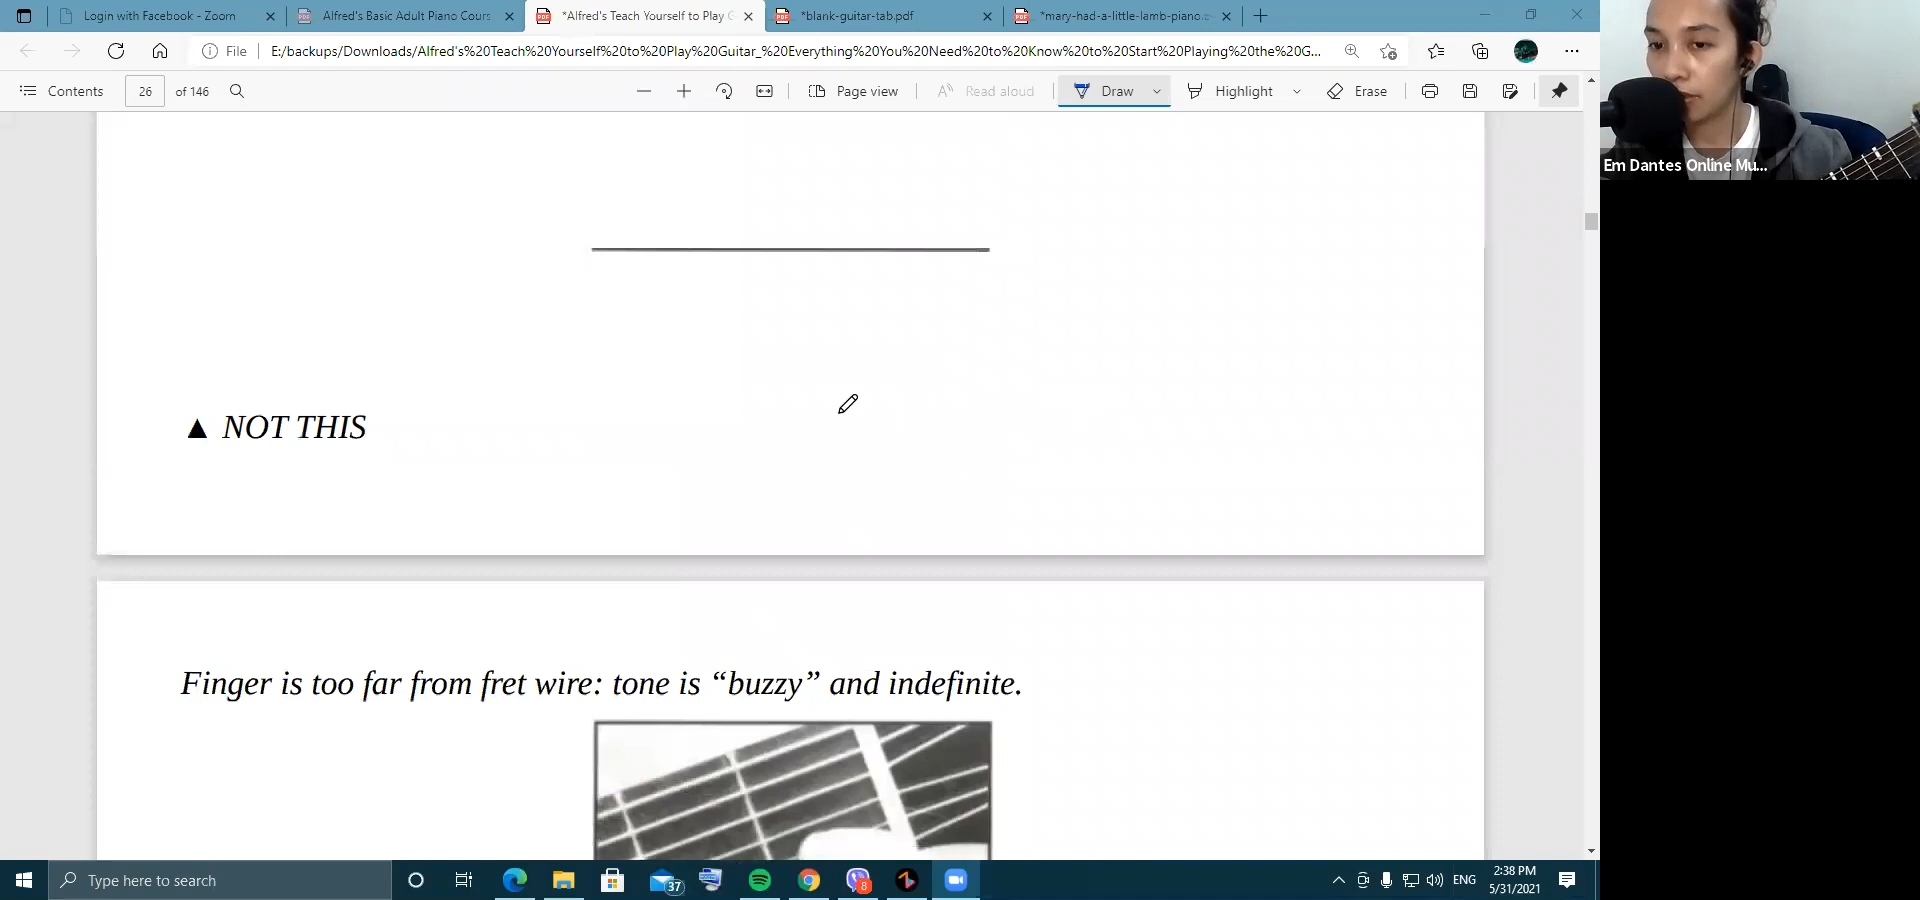 Login with Facebook - Zoom
Alfred's Basic Adult Piano Cours
*Alfred's Teach Yourself to Play G
*blank-guitar-tab.pdf
*mary-had-a-little-lamb-piano.
File
E:/backups/Downloads/Alfred's%20Teach%20Yourself%20to%20Play%20Guitar_%20Everything%20You%20Need%20to%20Know%20to%20Start%20Playing%20the%20G...
Contents
26
of 146
Page view
Read aloud
Draw
Highlight
Erase
Em Dantes Online Mu...
▲ NOT THIS
Finger is too far from fret wire: tone is “buzzy” and indefinite.
Type here to search
37
8
ENG
2:38 PM
5/31/2021